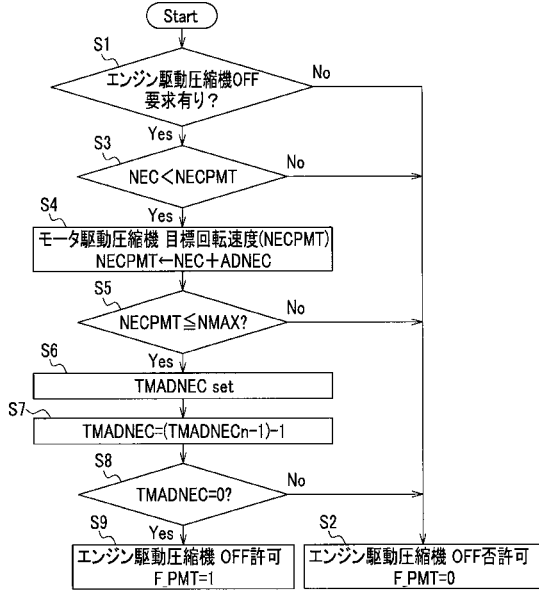 Start
S1
エンジン駆動圧縮機OFF
要求有り?
No
Yes
S3
NEC<NECPMT
No
Yes
S4
モータ駆動圧縮機 目標回転速度(NECPMT)
NECPMT←NEC+ADNEC
S5
NECPMT≦NMAX?
No
Yes
S6
TMADNEC set
S7
TMADNEC=(TMADNECn-1)-1
S8
TMADNEC=0?
No
Yes
S9
エンジン駆動圧縮機 OFF許可
F_PMT=1
S2
エンジン駆動圧縮機 OFF否許可
F_PMT=0